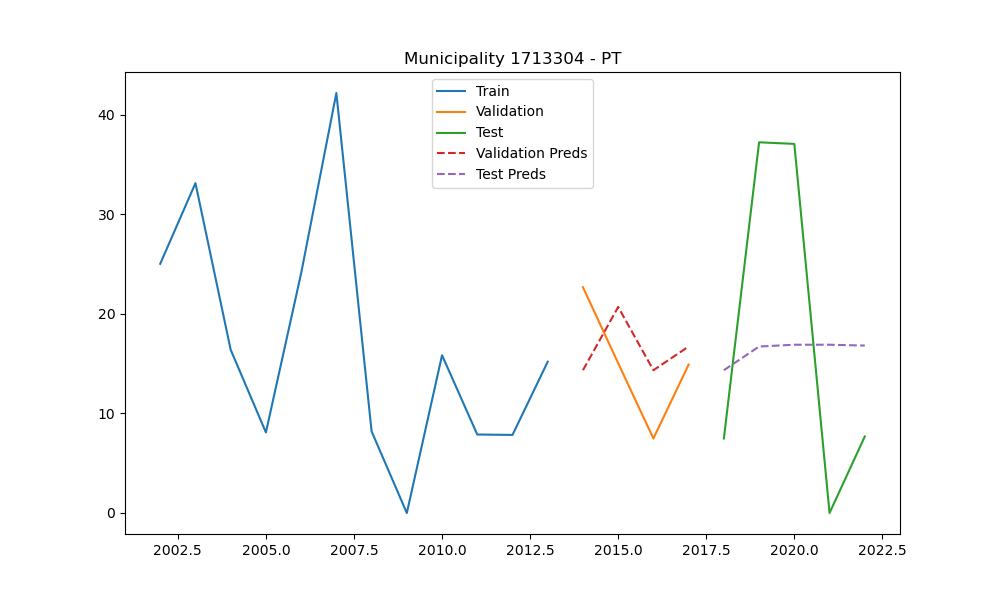 Municipality 1713304 - PT
Train
Validation
Test
Validation Preds
Test Preds
40
30
20
10
0
2002.5 2005.0 2007.5 2010.0 2012.5 2015.0 2017.5 2020.0 2022.5